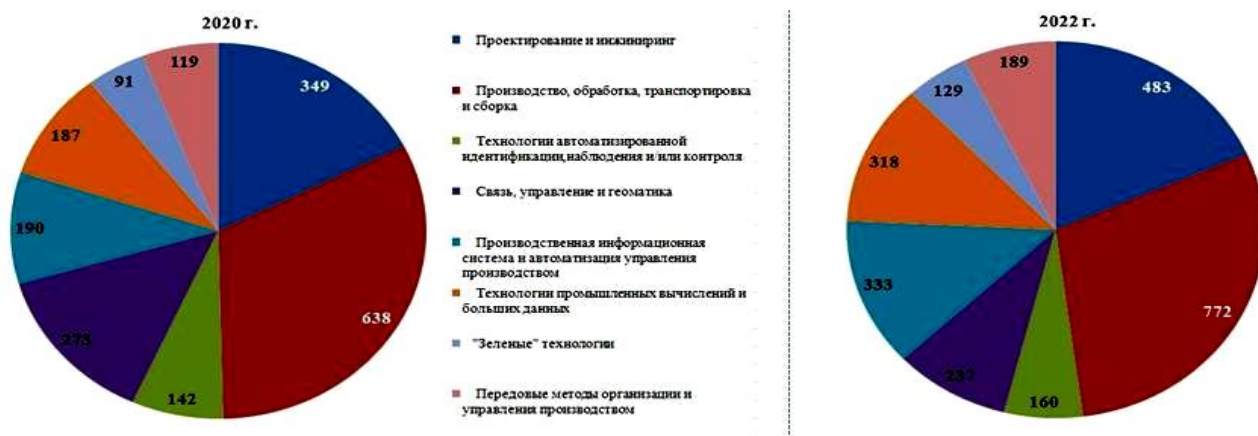 2020 г.
119
349
91
187
190
638
273
142
Проектирование и инжиниринг
Производство, обработка, транспортировка
и сборка
Технологии автоматизированной
идентификации,наблюдения и/или контроля
Связь, управление и геоматика
Производственная информационная
система и автоматизация управления
производством
Технологии промышленных вычислений и
больших данных
"Зеленые" технологии
Передовые методы организации и
управления производством
2022 г.
189
483
129
318
333
772
237
160